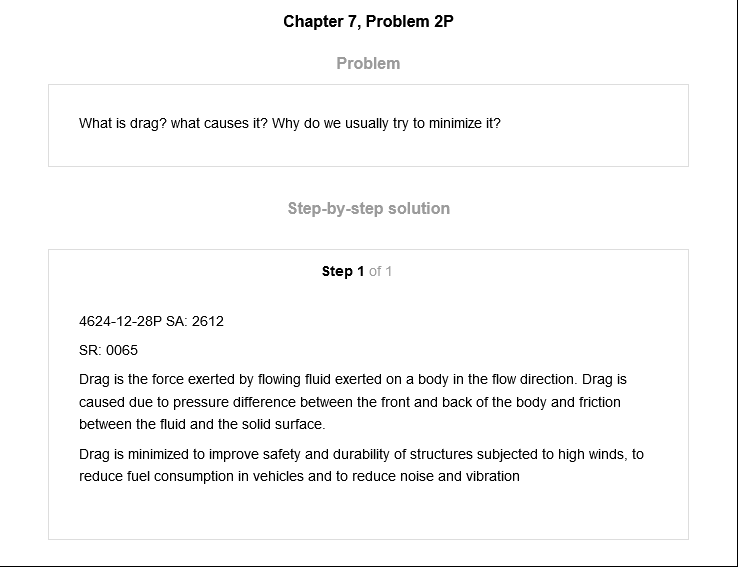 Chapter 7, Problem 2P
Problem
What is drag? what causes it? Why do we usually try to minimize it?
Step-by-step solution
Step 1 of 1
4624-12-28P SA: 2612
SR: 0065
Drag is the force exerted by flowing fluid exerted on a body in the flow direction. Drag is
caused due to pressure difference between the front and back of the body and friction
between the fluid and the solid surface.
Drag is minimized to improve safety and durability of structures subjected to high winds, to
reduce fuel consumption in vehicles and to reduce noise and vibration